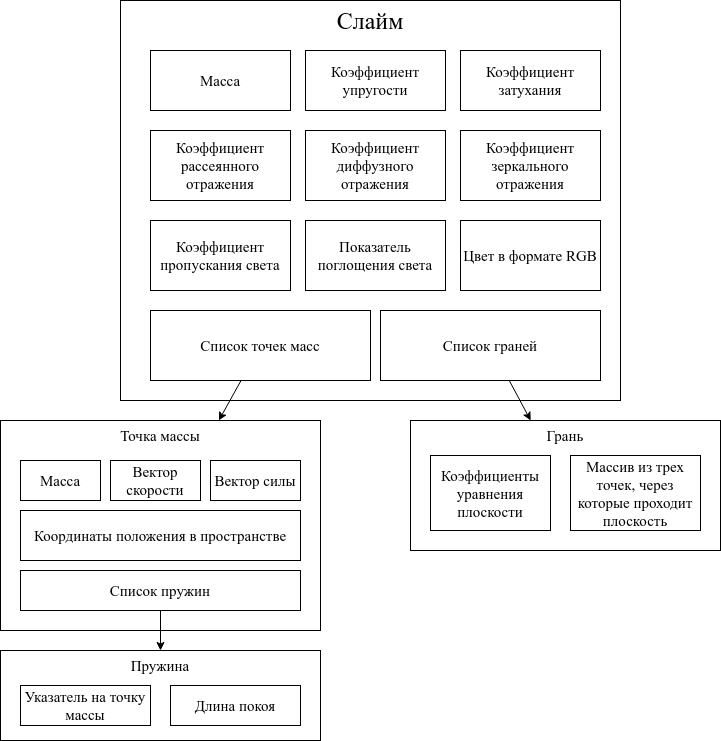 Слайм
Масса
Коэффициент
упругости
Коэффициент
затухания
Коэффициент
рассеянного
отражения
Коэффициент
диффузного
отражения
Коэффициент
зеркального
отражения
Коэффициент
пропускания света
Показатель
поглощения света
Цвет в формате RGB
Список точек масс
Список граней
Точка массы
Масса
Вектор
скорости
Вектор силы
Координаты положения в пространстве
Список пружин
Грань
Коэффициенты
уравнения
плоскости
Массив из трех
точек, через
которые проходит
плоскость
Пружина
Указатель на точку
массы
Длина покоя